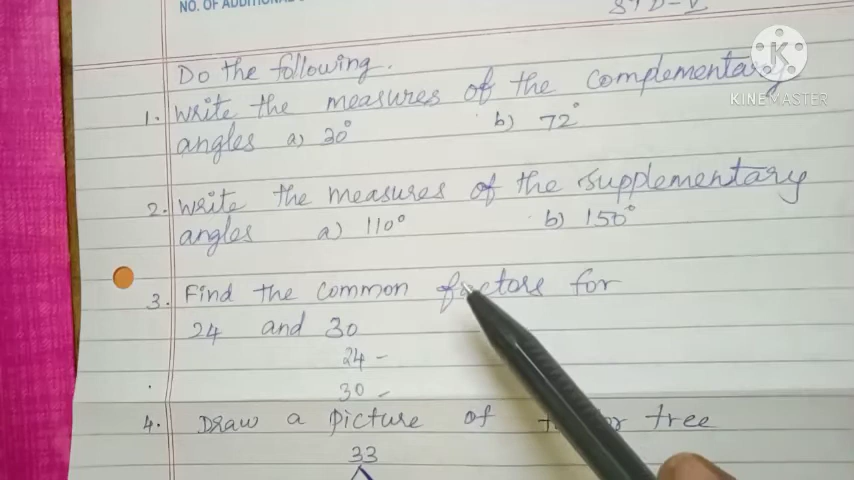 NO. OF ADDITIONAL
STD-V
KINEMASTER
Do the following.
1. Write the measures of the complementary
angles a) 30° b) 72°
2. Write the measures of the supplementary
angles a) 110° b) 150°
3. Find the common factors for
24 and 30
24 -
30 -
4. Draw a picture of tree
33